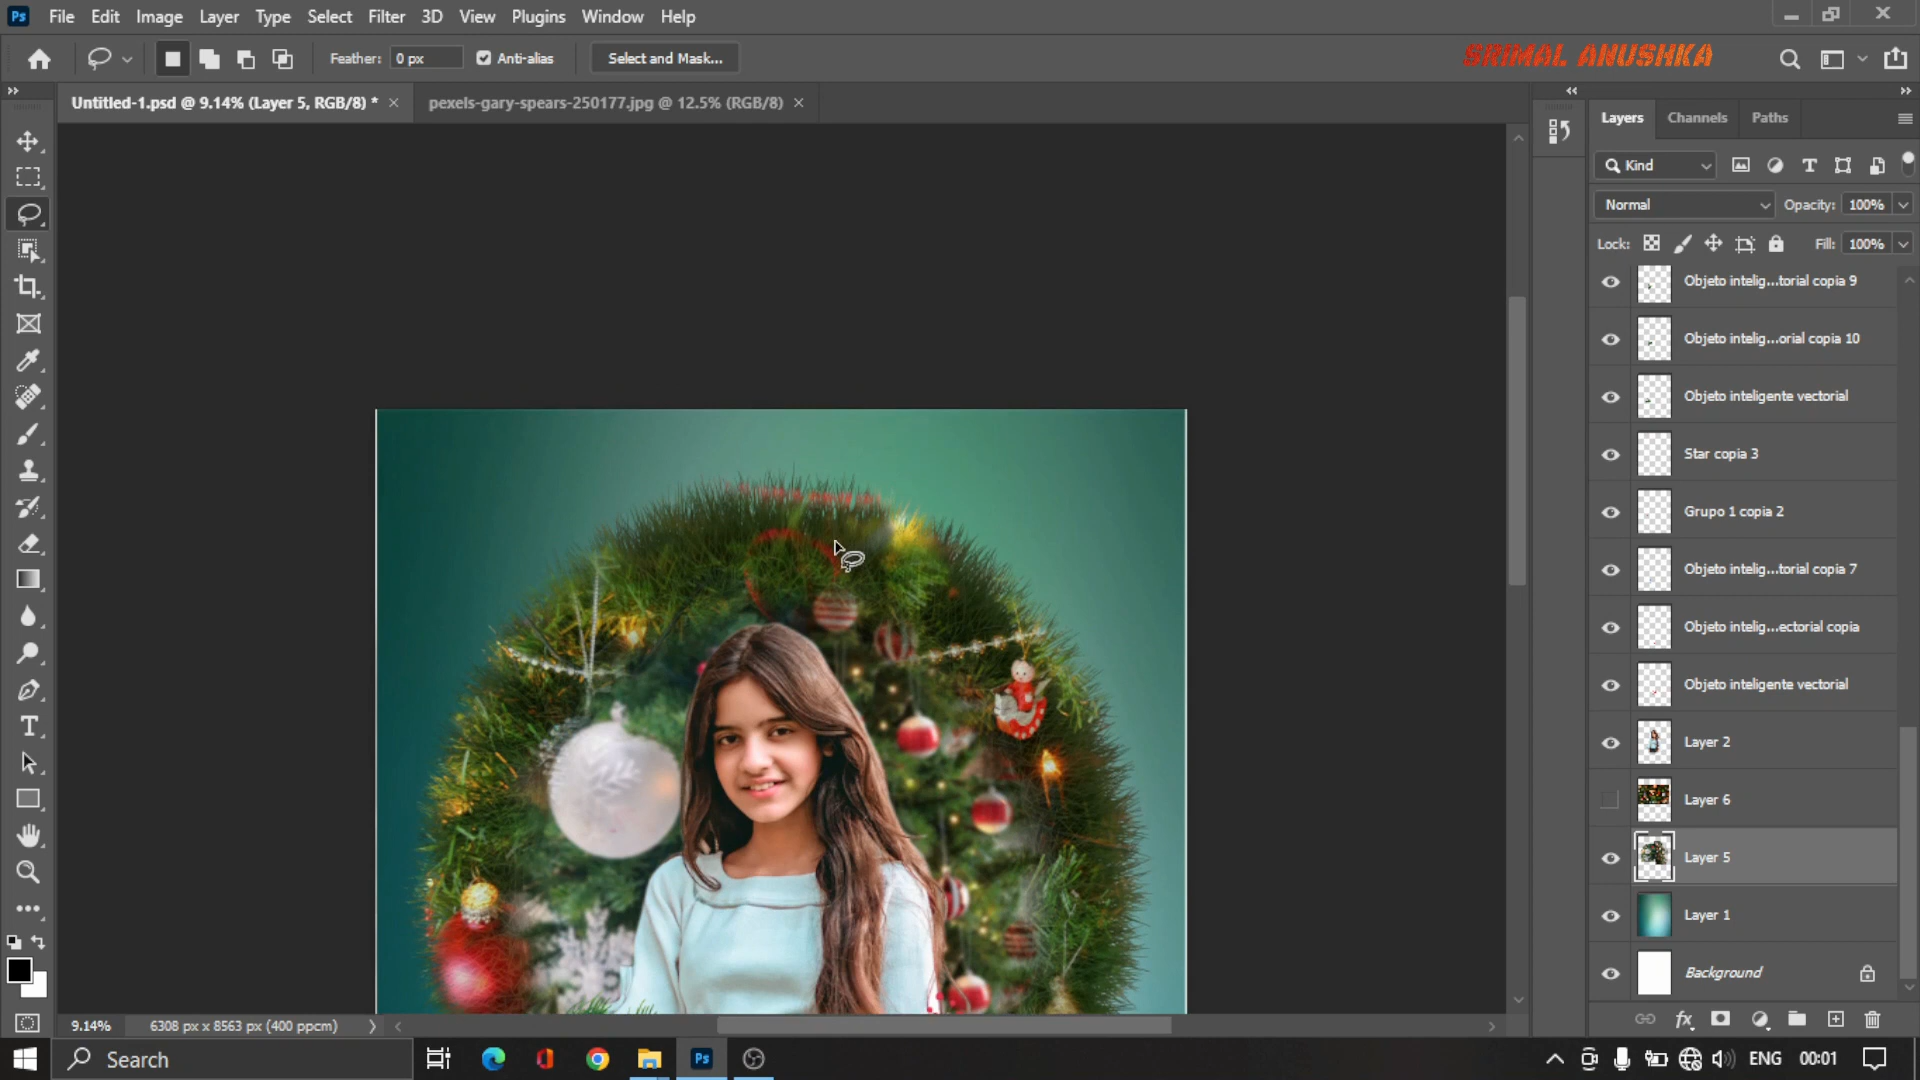 Ps File Edit Image Layer Type Select Filter 3D View Plugins Window Help
Feather: 0 px Anti-alias Select and Mask...
SRIMAL ANUSHKA
Untitled-1.psd @ 9.14% (Layer 5, RGB/8) *
pexels-gary-spears-250177.jpg @ 12.5% (RGB/8)
Layers Channels Paths
Kind
Normal Opacity: 100%
Lock: Fill: 100%
Objeto intelig...torial copia 9
Objeto intelig...orial copia 10
Objeto inteligente vectorial
Star copia 3
Grupo 1 copia 2
Objeto intelig...torial copia 7
Objeto intelig...ectorial copia
Objeto inteligente vectorial
Layer 2
Layer 6
Layer 5
Layer 1
Background
9.14% 6308 px x 8563 px (400 ppcm)
Search
Ps
ENG 00:01